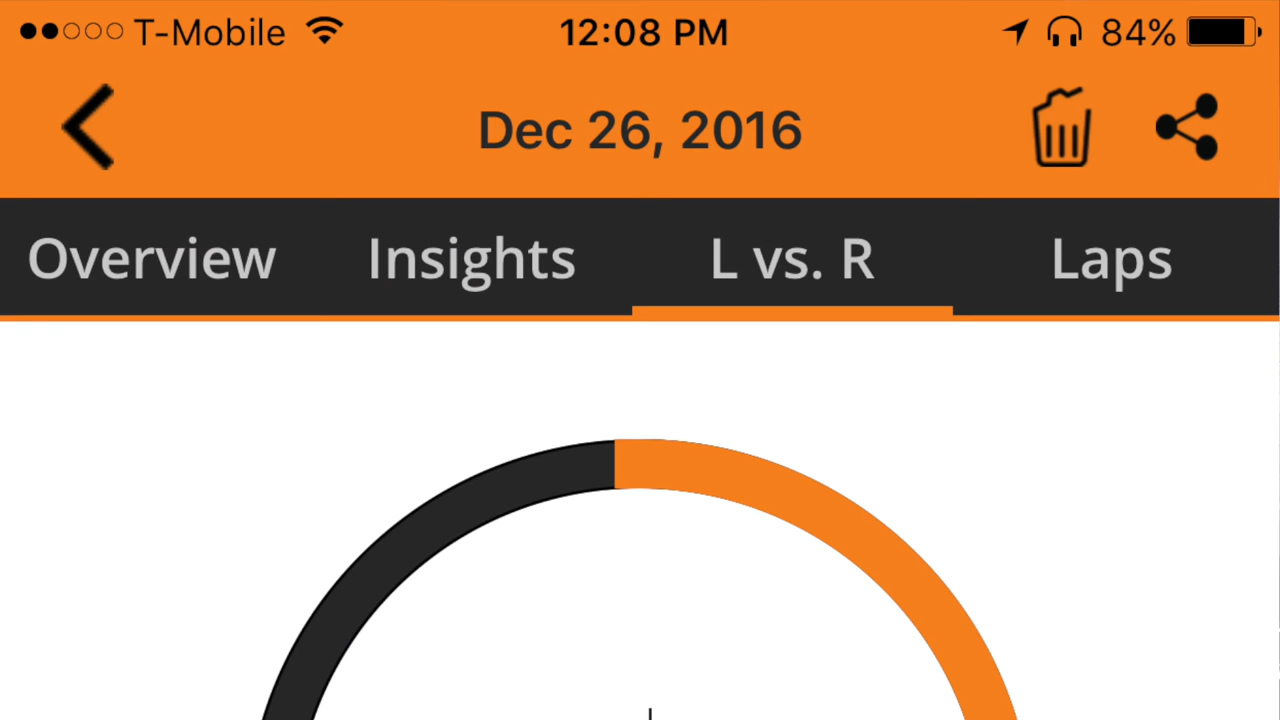 T-Mobile 12:08 PM 84%
Dec 26, 2016
Overview Insights L vs. R Laps